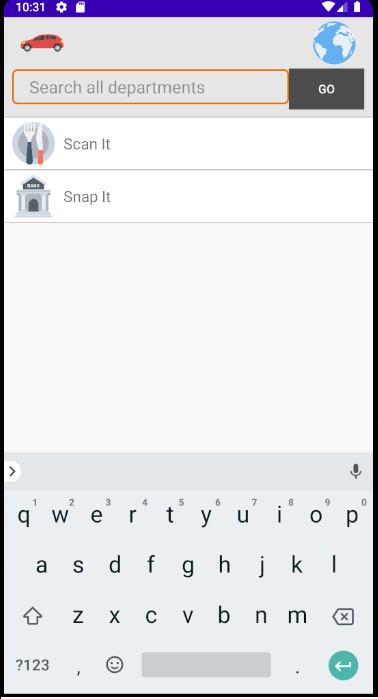 10:31
Search all departments
GO
Scan It
BANK
Snap It
1 2 3 4 5 6 7 8 9 0
q w e r t y u i o p
a s d f g h j k l
z x c v b n m
?123 , .